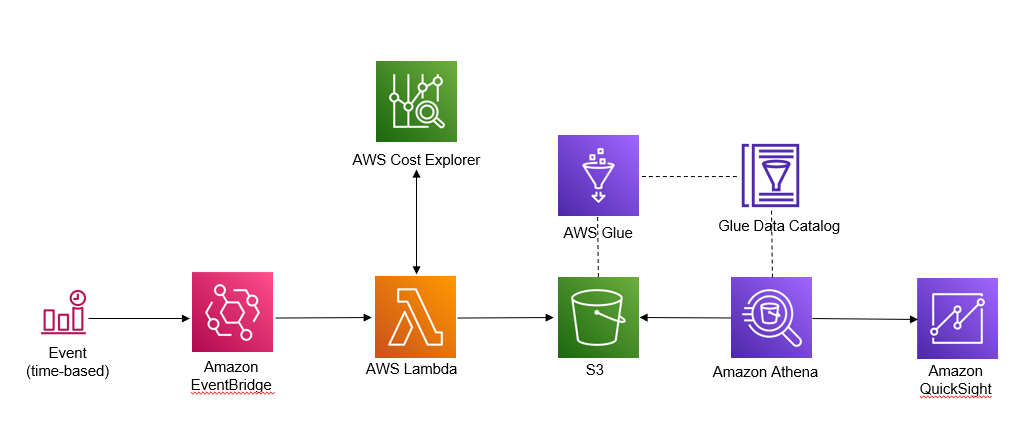 AWS Cost Explorer
AWS Glue
Glue Data Catalog
Event
(time-based)
Amazon
EventBridge
AWS Lambda
S3
Amazon Athena
Amazon
QuickSight